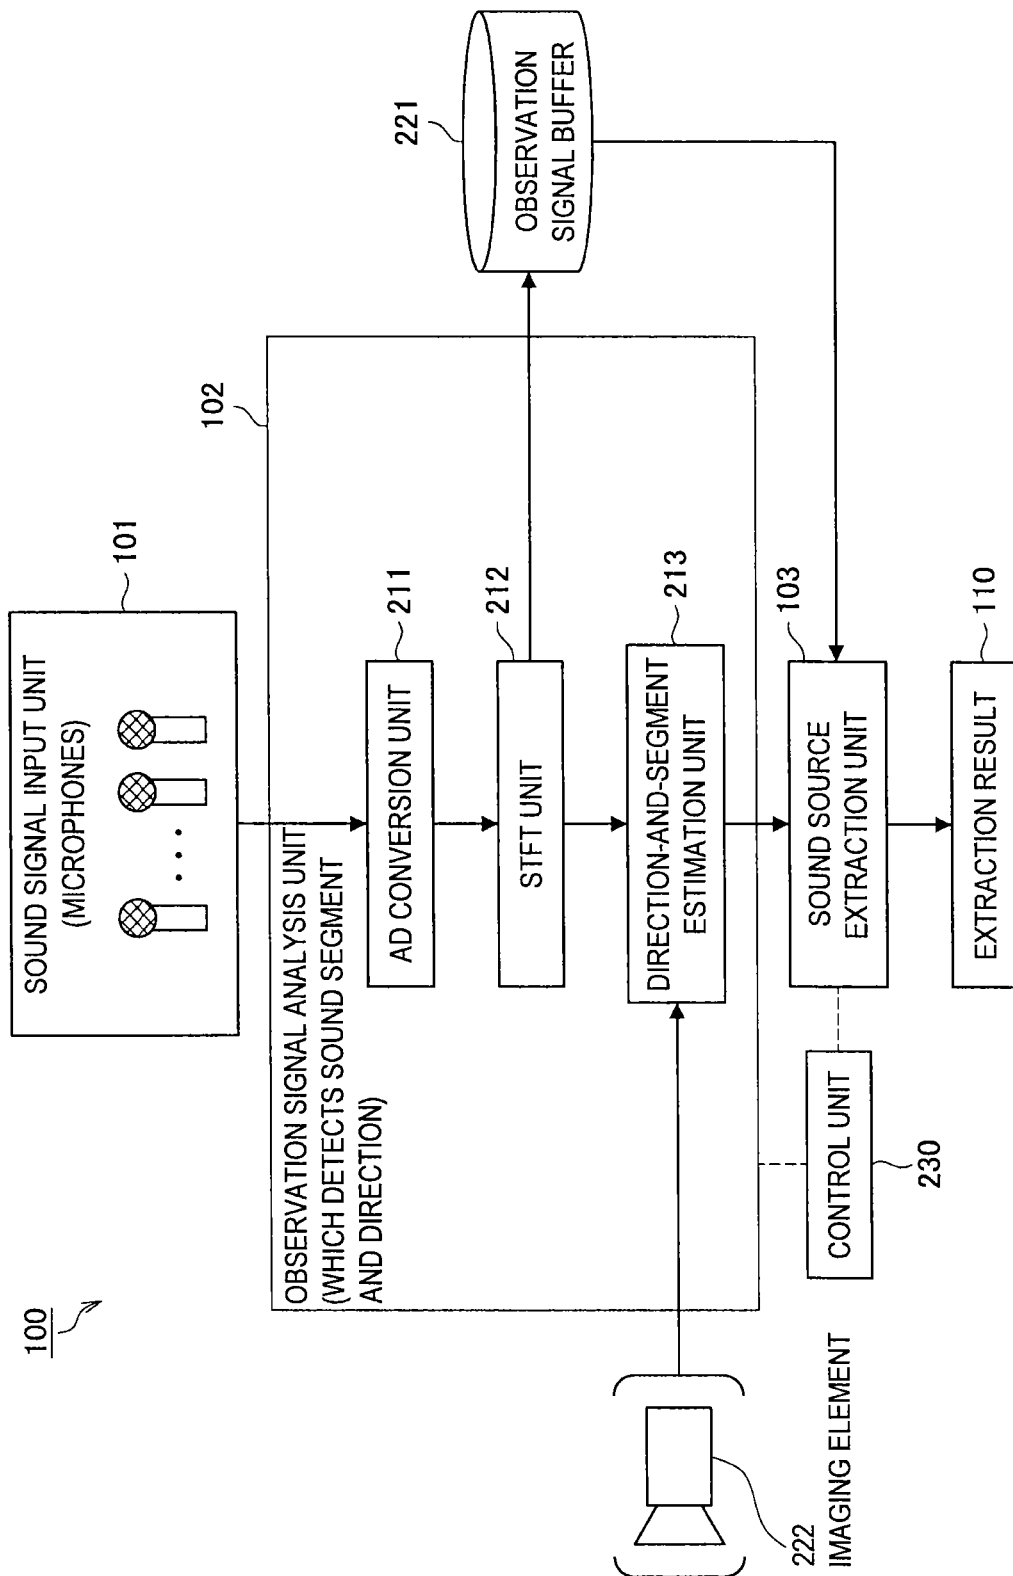 100
SOUND SIGNAL INPUT UNIT
(MICROPHONES)
101
OBSERVATION SIGNAL ANALYSIS UNIT
(WHICH DETECTS SOUND SEGMENT
AND DIRECTION)
102
AD CONVERSION UNIT
211
STFT UNIT
212
OBSERVATION
SIGNAL BUFFER
221
DIRECTION-AND-SEGMENT
ESTIMATION UNIT
213
222
IMAGING ELEMENT
CONTROL UNIT
230
SOUND SOURCE
EXTRACTION UNIT
103
EXTRACTION RESULT
110